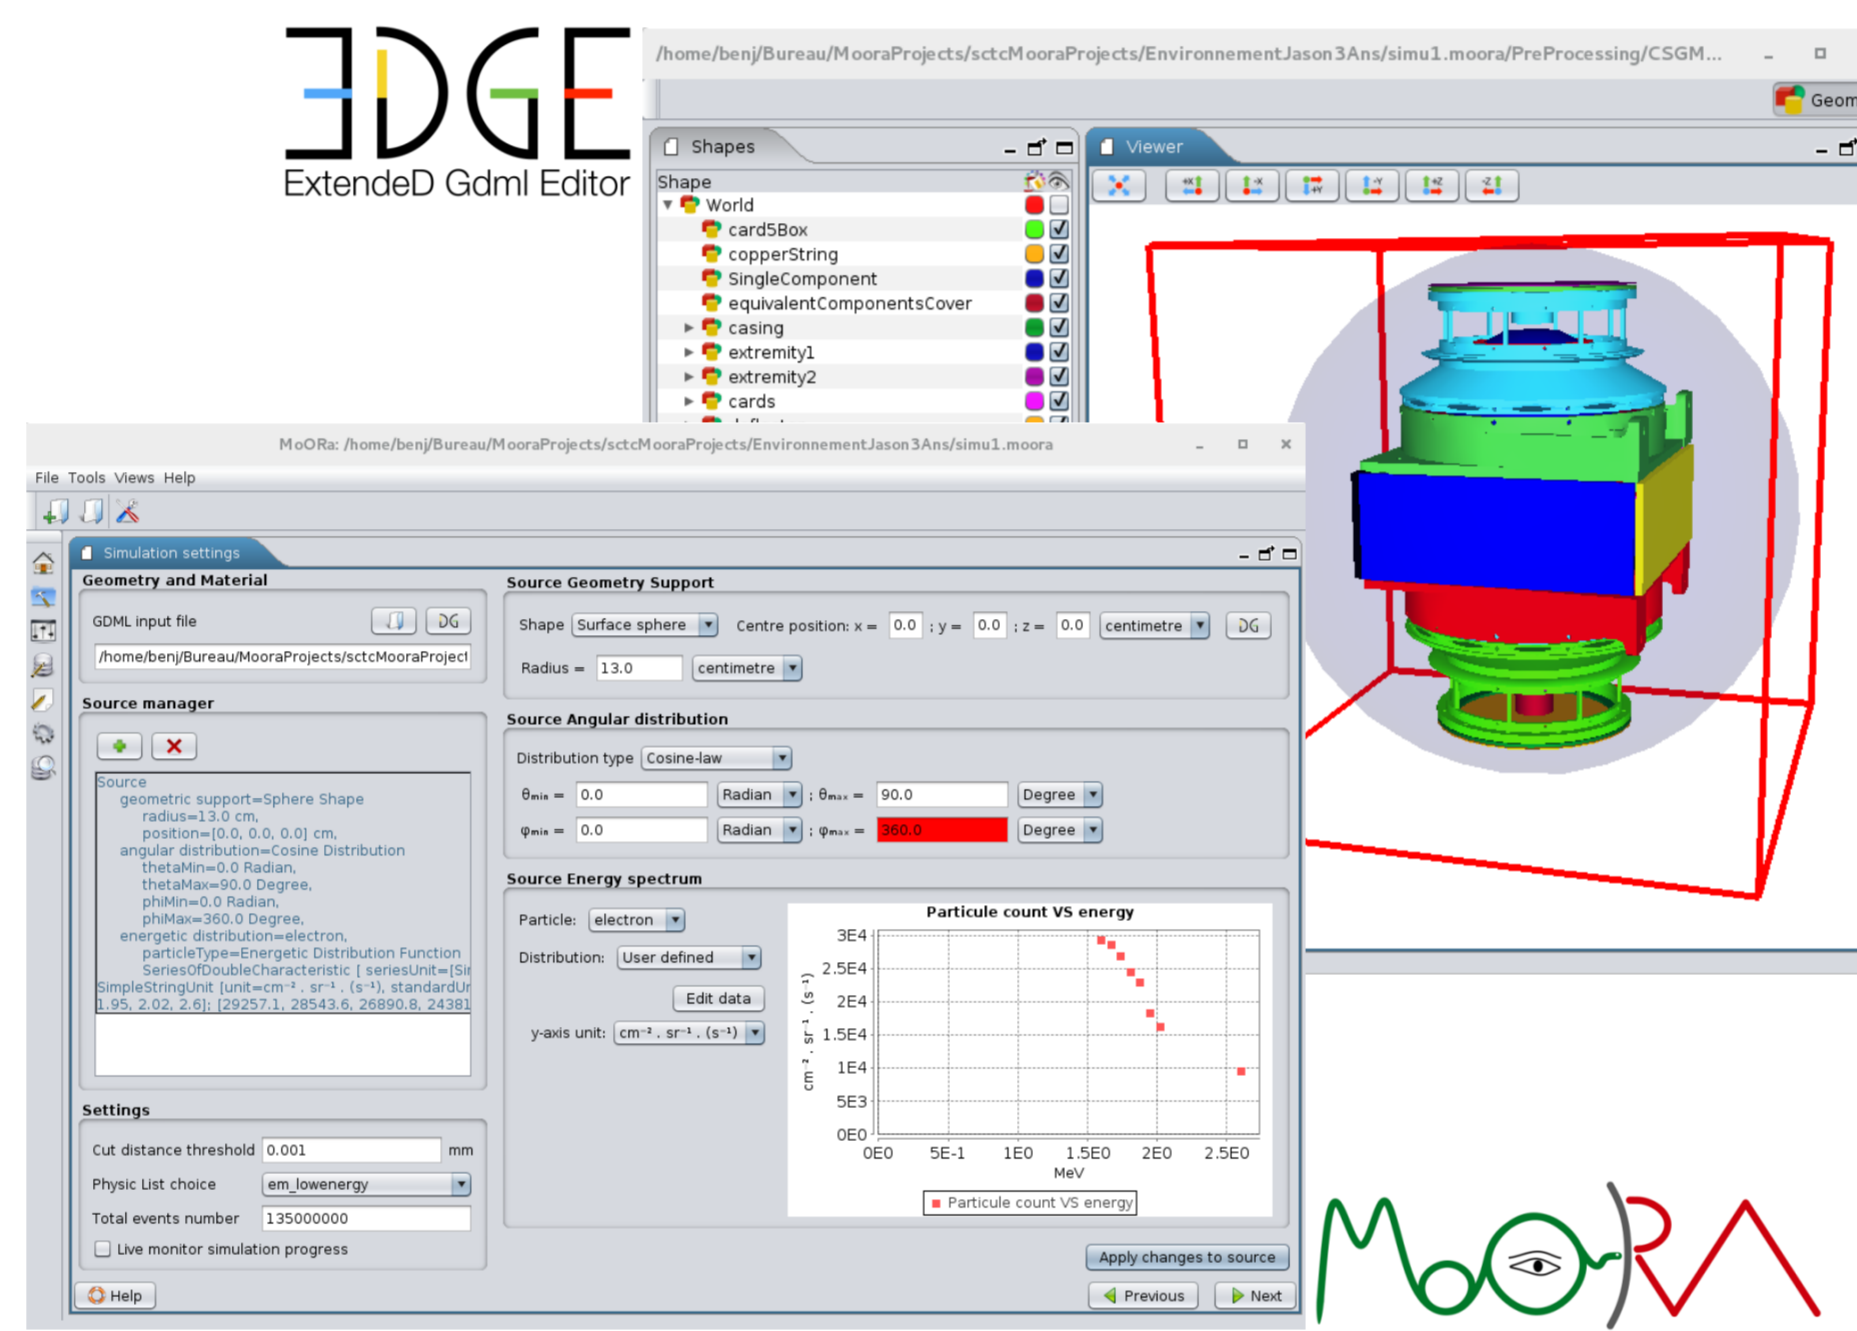 EDGE
ExtendeD Gdml Editor
/home/benj/Bureau/MooraProjects/sctcMooraProjects/EnvironnementJason3Ans/simu1.moora/PreProcessing/CSGM...
Geom
Shapes
Viewer
Shape
+X -X +Y -Y +Z -Z
World
card5Box
copperString
SingleComponent
equivalentComponentsCover
casing
extremity1
extremity2
cards
MoORa: /home/benj/Bureau/MooraProjects/sctcMooraProjects/EnvironnementJason3Ans/simu1.moora
File Tools Views Help
Simulation settings
Geometry and Material
GDML input file DG
/home/benj/Bureau/MooraProjects/sctcMooraProject
Source manager
Source
geometric support=Sphere Shape
radius=13.0 cm,
position=[0.0, 0.0, 0.0] cm,
angular distribution=Cosine Distribution
thetaMin=0.0 Radian,
thetaMax=90.0 Degree,
phiMin=0.0 Radian,
phiMax=360.0 Degree,
energetic distribution=electron,
particleType=Energetic Distribution Function
SeriesOfDoubleCharacteristic [ seriesUnit=[Sir
SimpleStringUnit [unit=cm⁻² . sr⁻¹ . (s⁻¹), standardUr
1.95, 2.02, 2.6]; [29257.1, 28543.6, 26890.8, 24381
Settings
Cut distance threshold 0.001 mm
Physic List choice em_lowenergy
Total events number 135000000
Live monitor simulation progress
Help
Source Geometry Support
Shape Surface sphere Centre position: x = 0.0 ; y = 0.0 ; z = 0.0 centimetre DG
Radius = 13.0 centimetre
Source Angular distribution
Distribution type Cosine-law
θmin = 0.0 Radian ; θmax = 90.0 Degree
φmin = 0.0 Radian ; φmax = 360.0 Degree
Source Energy spectrum
Particle: electron
Distribution: User defined
Edit data
y-axis unit: cm⁻² . sr⁻¹ . (s⁻¹)
Particule count VS energy
cm⁻² . sr⁻¹ . (s⁻¹)
3E4
2.5E4
2E4
1.5E4
1E4
5E3
0E0
0E0 5E-1 1E0 1.5E0 2E0 2.5E0
MeV
Particule count VS energy
Apply changes to source
Previous Next
MoORA